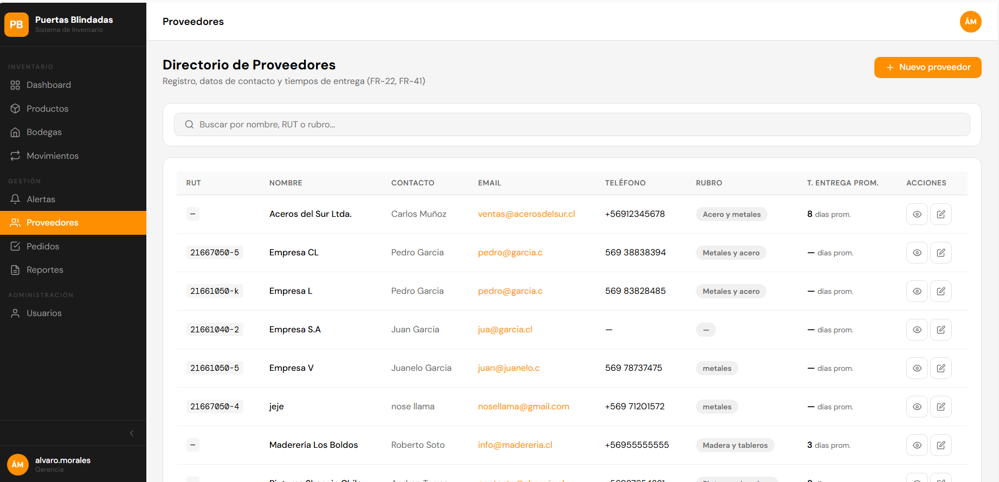 PB
Puertas Blindadas
Sistema de Inventario
INVENTARIO
Dashboard
Productos
Bodegas
Movimientos
GESTIÓN
Alertas
Proveedores
Pedidos
Reportes
ADMINISTRACIÓN
Usuarios
ÁM
alvaro.morales
Gerencia
Proveedores
ÁM
Directorio de Proveedores
Registro, datos de contacto y tiempos de entrega (FR-22, FR-41)
+ Nuevo proveedor
Buscar por nombre, RUT o rubro...
RUT NOMBRE CONTACTO EMAIL TELÉFONO RUBRO T. ENTREGA PROM. ACCIONES
— Aceros del Sur Ltda. Carlos Muñoz ventas@acerosdelsur.cl +56912345678 Acero y metales 8 días prom.
21667050-5 Empresa CL Pedro Garcia pedro@garcia.c 569 38838394 Metales y acero — días prom.
21661050-k Empresa L Pedro Garcia pedro@garcia.c 569 83828485 Metales y acero — días prom.
21661040-2 Empresa S.A Juan Garcia jua@garcia.cl — — — días prom.
21661050-5 Empresa V Juanelo Garcia juan@juanelo.c 569 78737475 metales — días prom.
21667050-4 jeje nose llama nosellama@gmail.com +569 71201572 metales — días prom.
— Maderería Los Boldos Roberto Soto info@madereria.cl +56955555555 Madera y tableros 3 días prom.